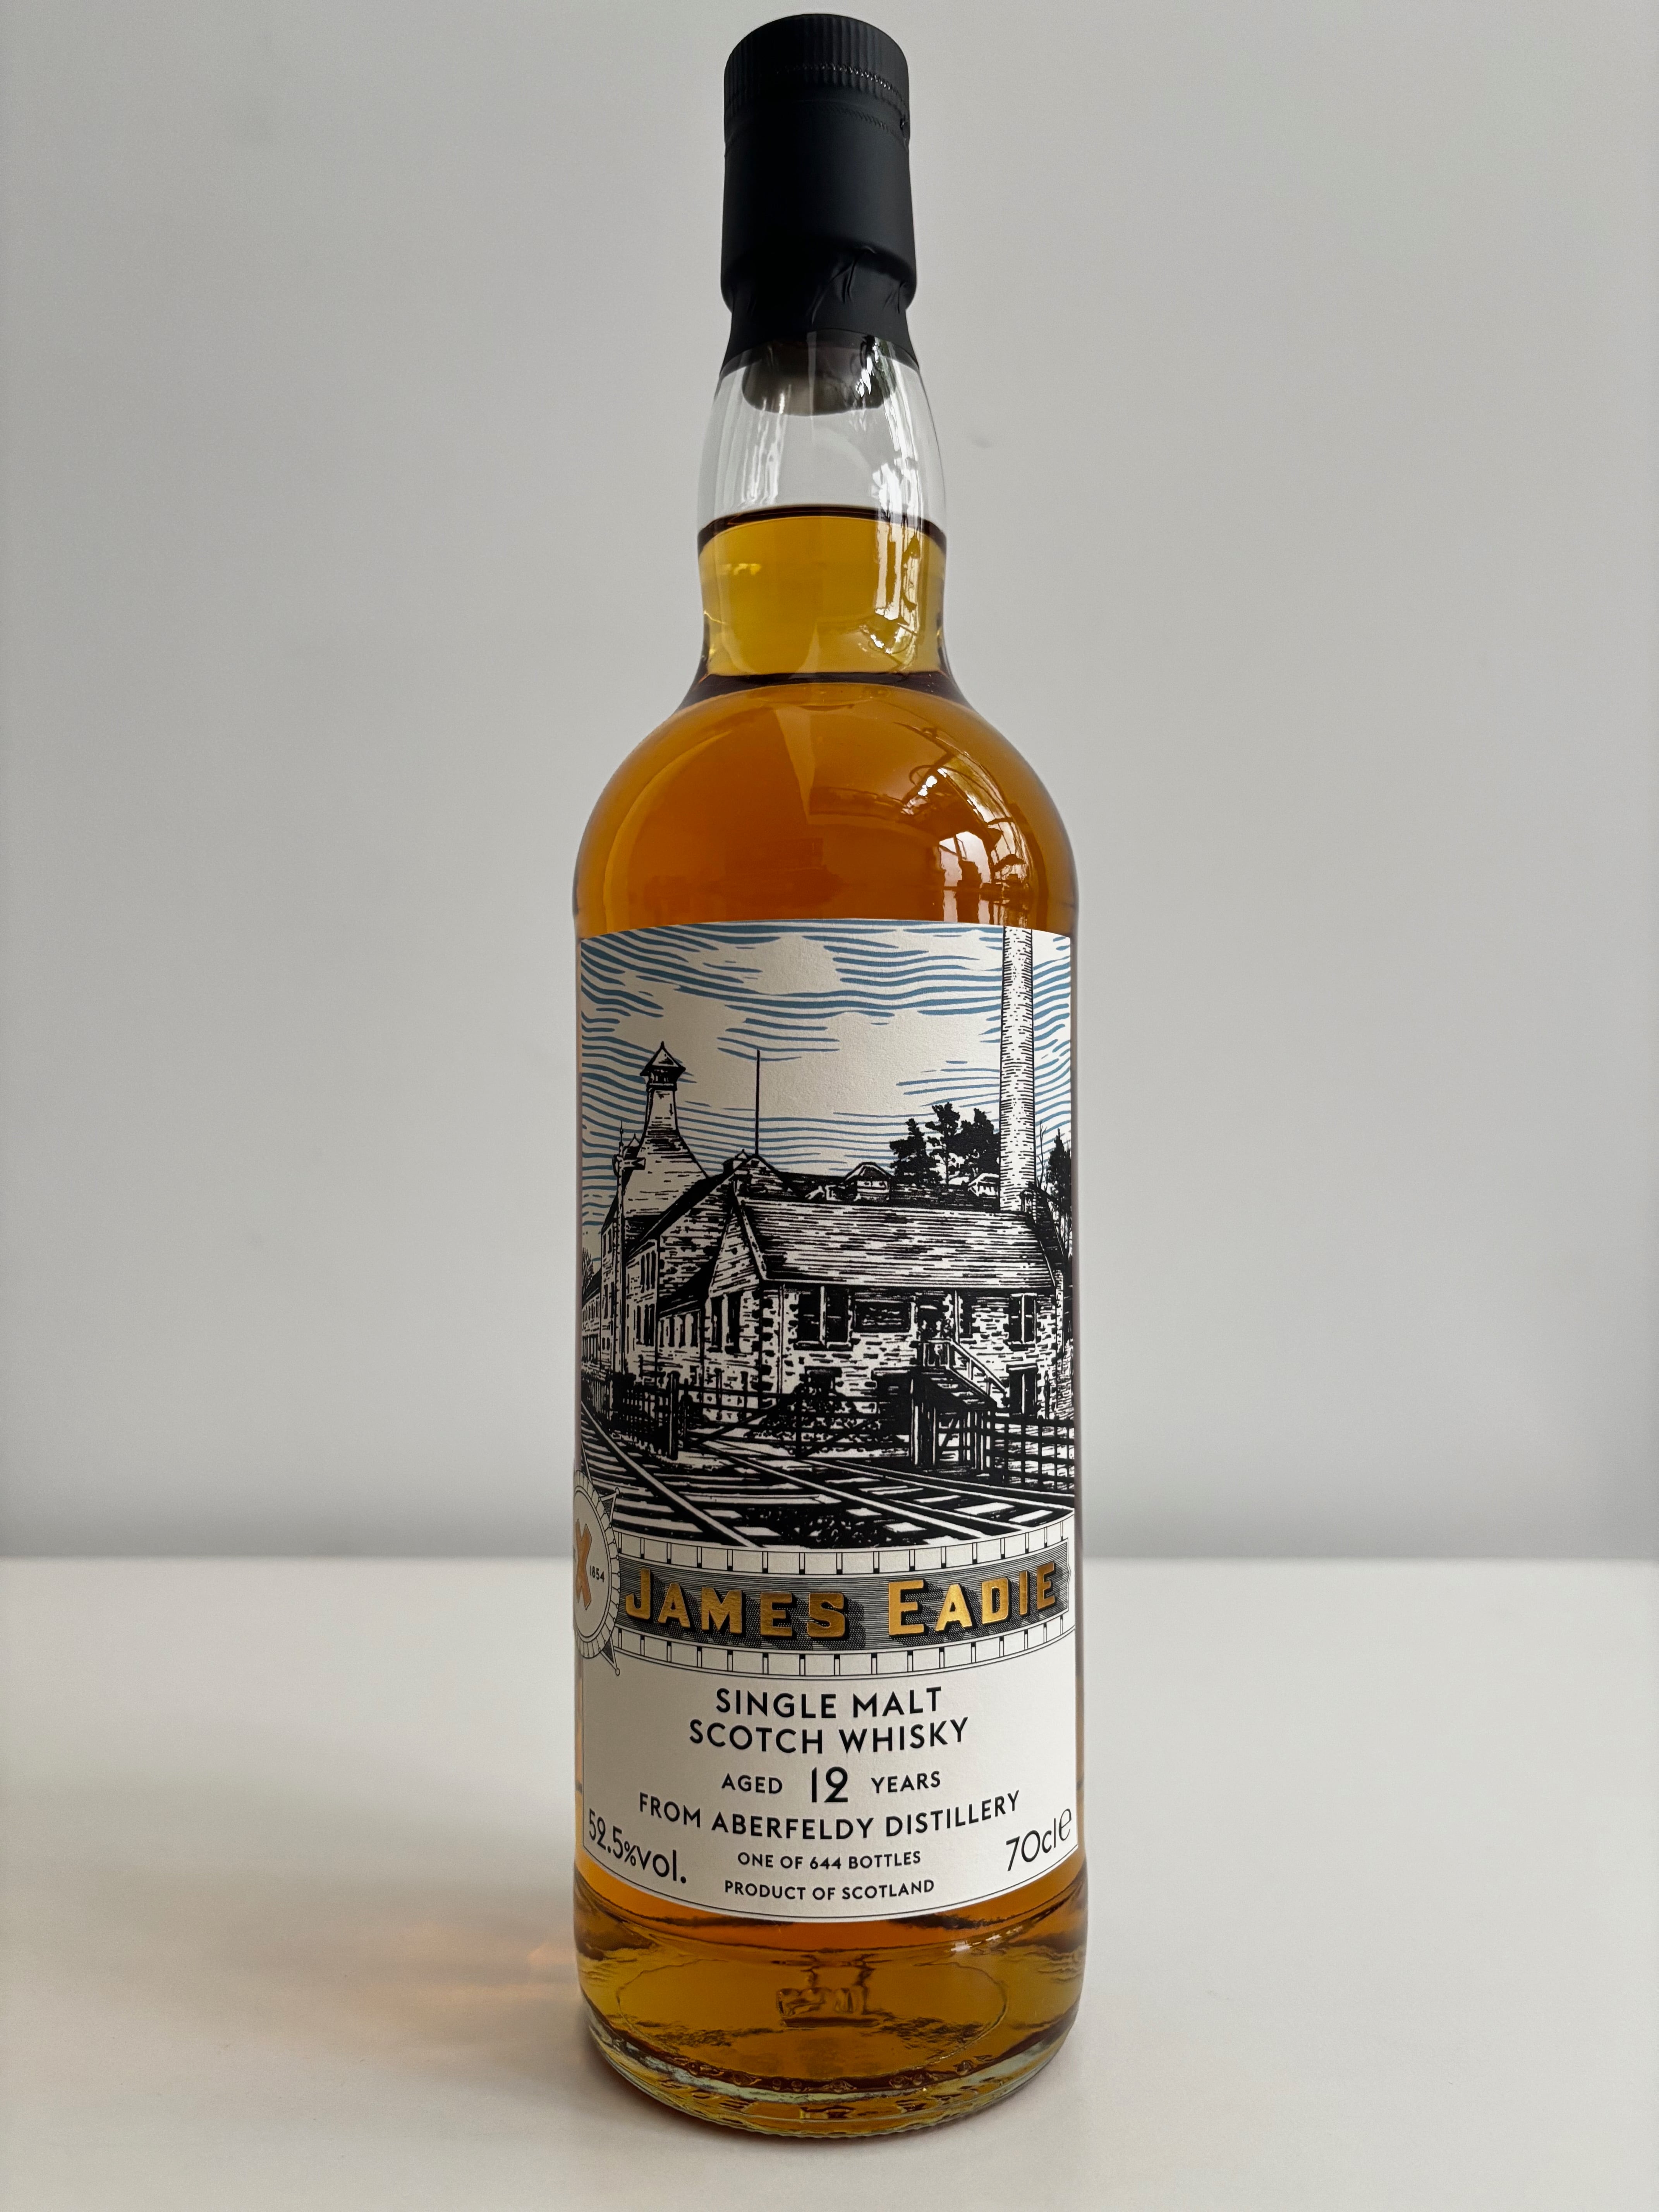 1854
JAMES EADIE
SINGLE MALT
SCOTCH WHISKY
AGED 12 YEARS
FROM ABERFELDY DISTILLERY
52.5%vol.
ONE OF 644 BOTTLES
70cl e
PRODUCT OF SCOTLAND